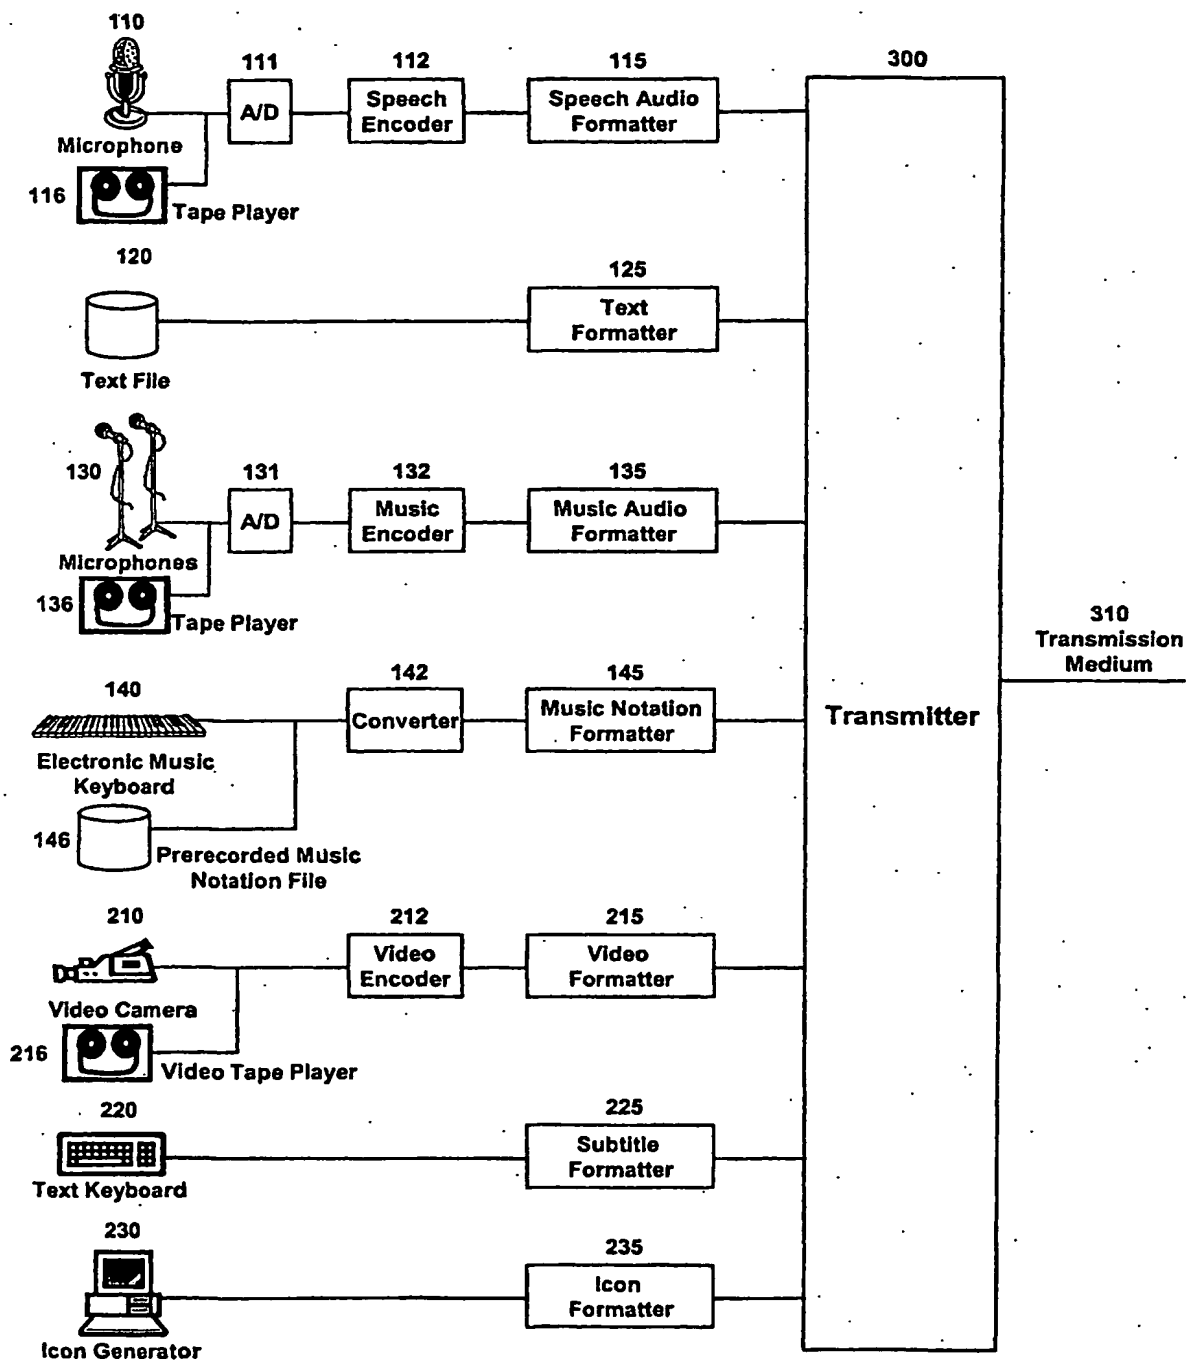 110
111
112
115
300
A/D
Speech
Encoder
Speech Audio
Formatter
Microphone
116
Tape Player
120
125
Text
Formatter
Text File
130
131
132
135
A/D
Music
Encoder
Music Audio
Formatter
Microphones
136
Tape Player
310
Transmission
Medium
140
142
145
Converter
Music Notation
Formatter
Transmitter
Electronic Music
Keyboard
146
Prerecorded Music
Notation File
210
212
215
Video
Encoder
Video
Formatter
Video Camera
216
Video Tape Player
220
225
Subtitle
Formatter
Text Keyboard
230
235
Icon
Formatter
Icon Generator